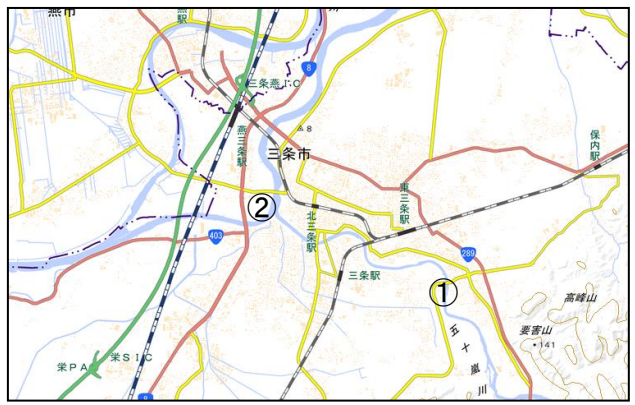 燕市
燕駅
8
三条燕IC
燕三条駅
8
三条市
保内駅
②
北三条駅
東三条駅
403
289
三条駅
①
高峰山
要害山
・141
五十嵐川
栄PA
栄SIC
8